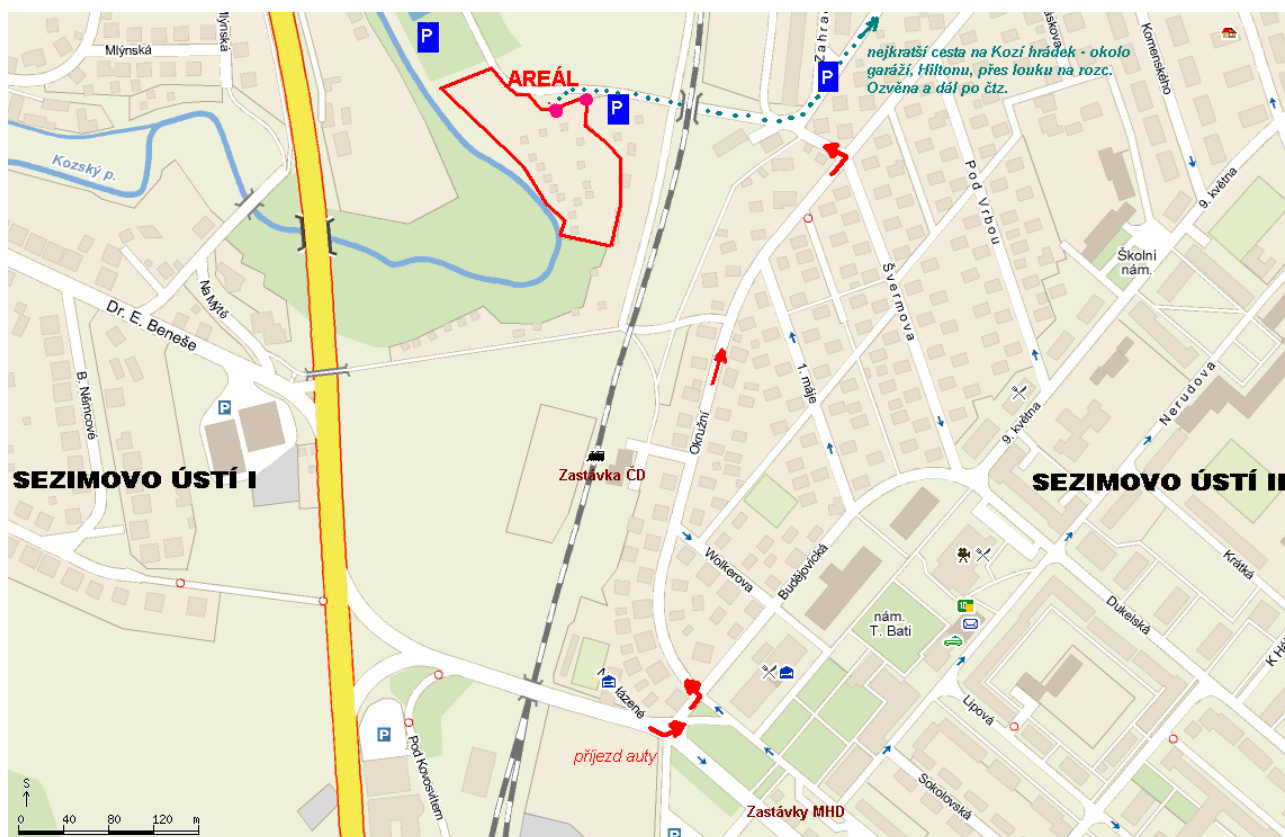 Mlýnská
Mlýnská
P
AREÁL
P
P
nejkratší cesta na Kozí hrádek - okolo
garáží, Hiltonu, přes louku na rozc.
Ozvěna a dál po čtz.
Komenského
Kozský p.
Pod Vrbou
9. května
Školní
nám.
Švermova
Na Mýtě
Dr. E. Beneše
B. Němcové
P
1. máje
Nerudova
9. května
Okružní
SEZIMOVO ÚSTÍ I
Zastávka ČD
SEZIMOVO ÚSTÍ II
Wolkerova
Budějovická
Krátká
nám.
T. Bati
10
Dukelská
Lipová
P
Pod Kovosvitem
příjezd auty
Sokolovská
Zastávky MHD
P
S
0 40 80 120 m